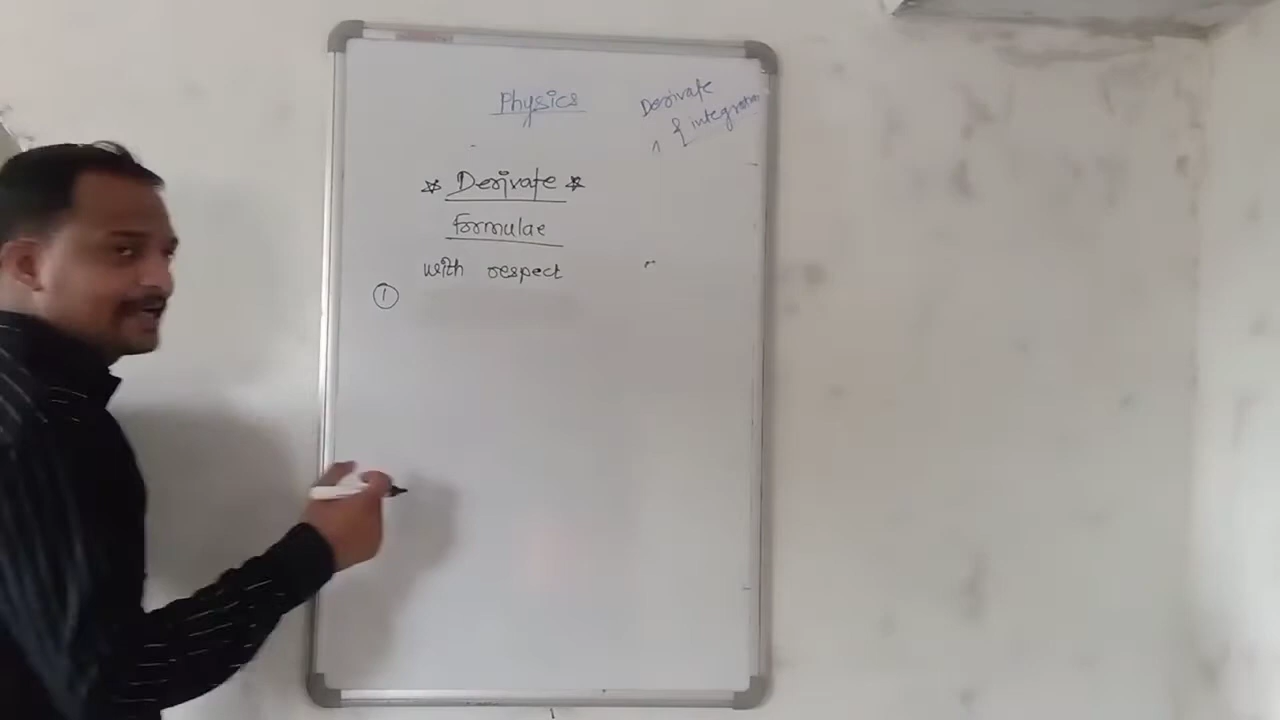 Physics
Derivate
& integration
* Derivate *
formulae
with respect
①